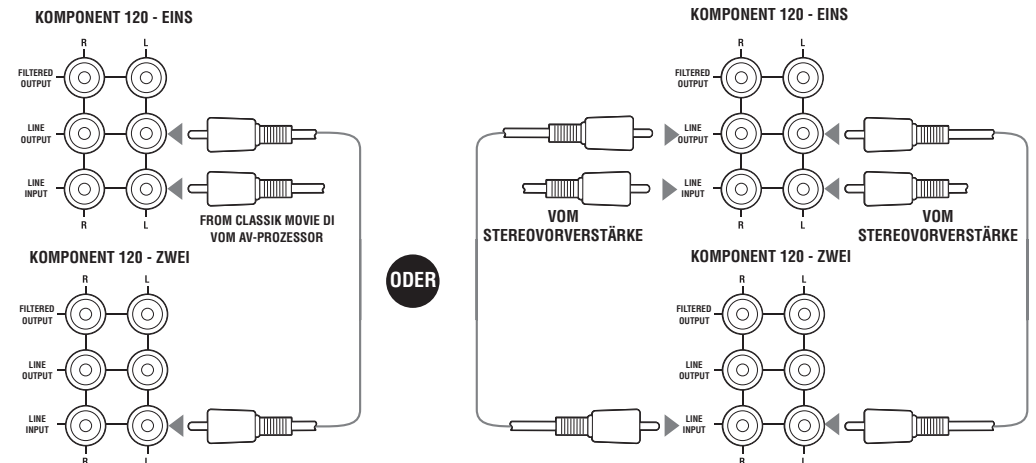 KOMPONENT 120 - EINS
R L
FILTERED
OUTPUT
LINE
OUTPUT
LINE
INPUT
R L
FROM CLASSIK MOVIE DI
VOM AV-PROZESSOR
KOMPONENT 120 - ZWEI
R L
FILTERED
OUTPUT
LINE
OUTPUT
LINE
INPUT
R L
ODER
KOMPONENT 120 - EINS
R L
FILTERED
OUTPUT
LINE
OUTPUT
LINE
INPUT
R L
VOM
STEREOVORVERSTÄRKE
VOM
STEREOVORVERSTÄRKE
KOMPONENT 120 - ZWEI
R L
FILTERED
OUTPUT
LINE
OUTPUT
LINE
INPUT
R L